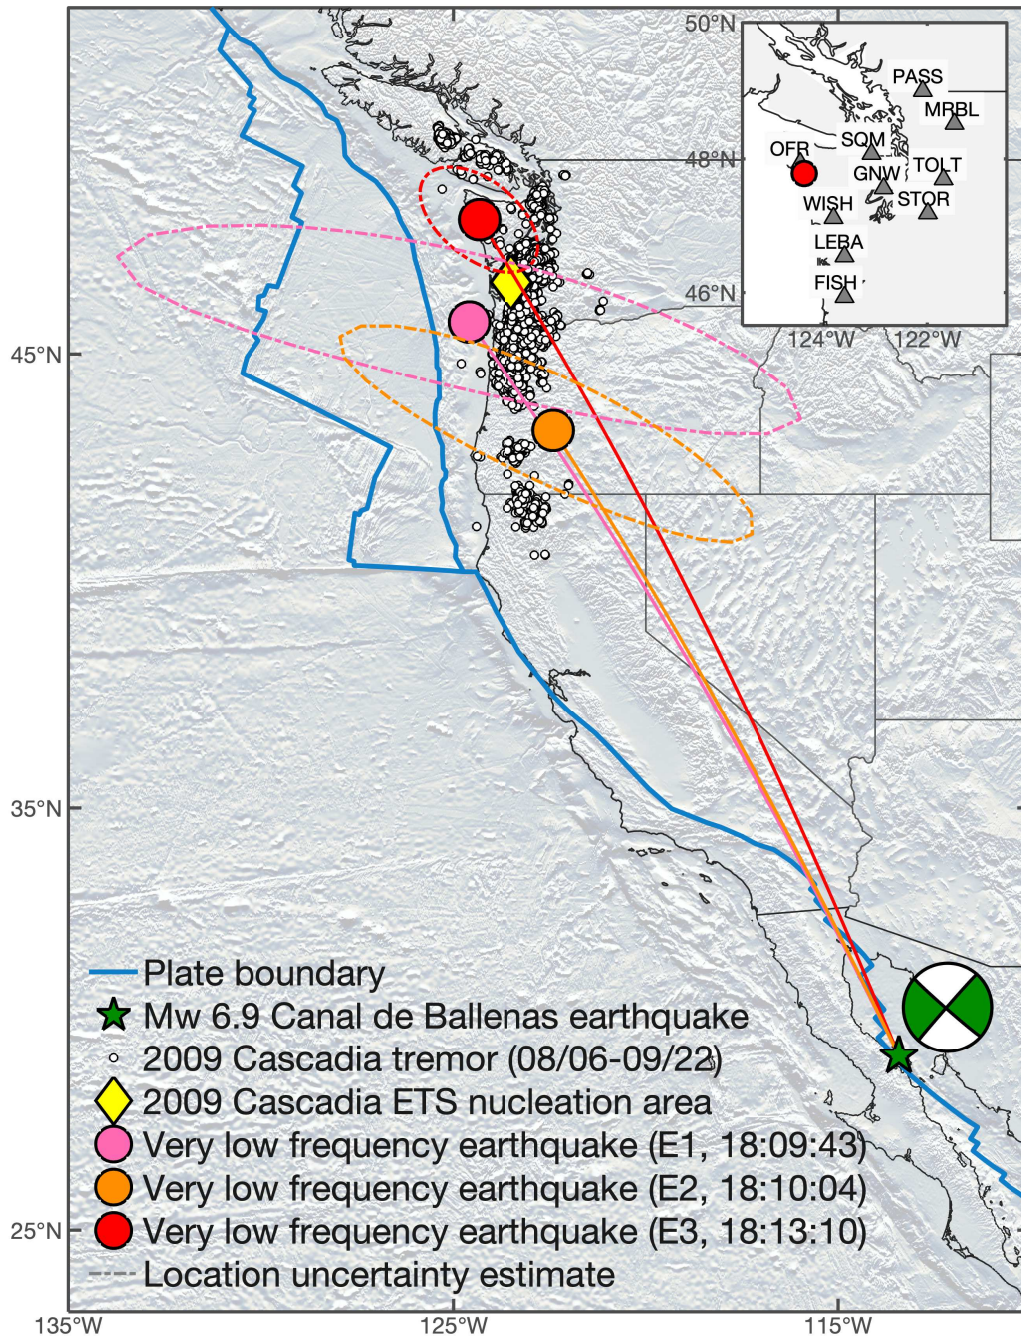 50°N
PASS
MRBL
SQM
OFR
48°N
TOLT
GNW
STOR
WISH
LEBA
FISH
46°N
124°W
122°W
45°N
35°N
Plate boundary
Mw 6.9 Canal de Ballenas earthquake
2009 Cascadia tremor (08/06-09/22)
2009 Cascadia ETS nucleation area
Very low frequency earthquake (E1, 18:09:43)
Very low frequency earthquake (E2, 18:10:04)
Very low frequency earthquake (E3, 18:13:10)
25°N
Location uncertainty estimate
135°W
125°W
115°W